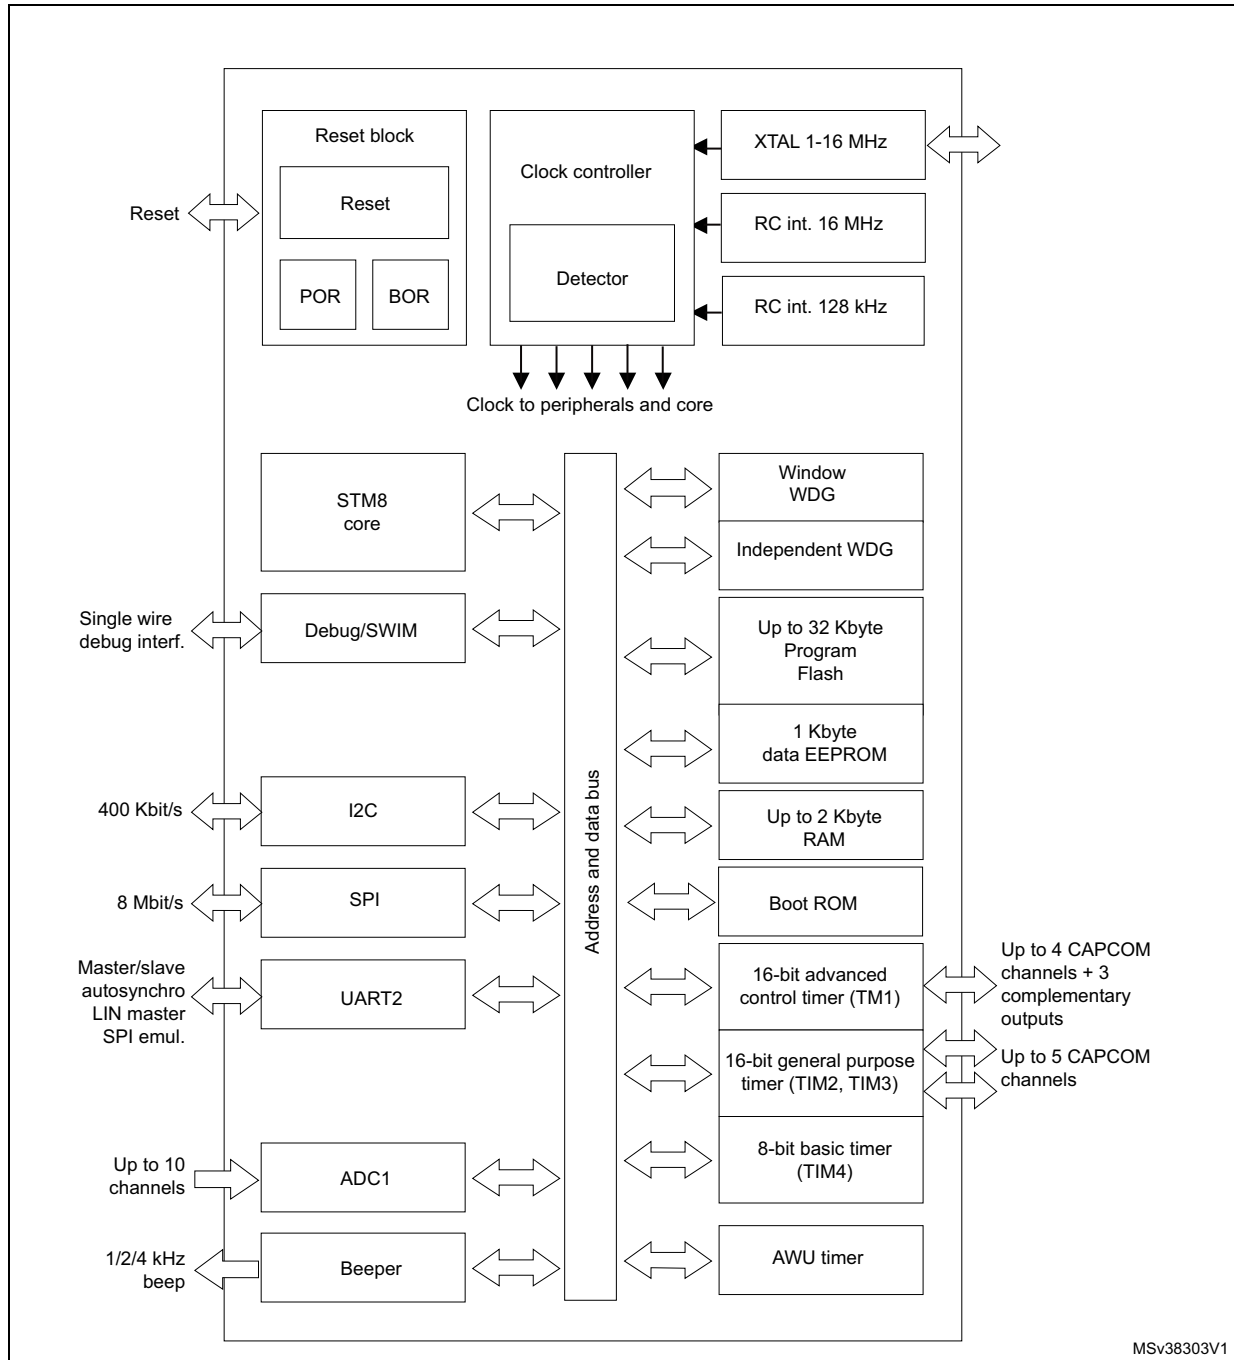 Reset block
Reset
Reset
POR
BOR
Clock controller
Detector
XTAL 1-16 MHz
RC int. 16 MHz
RC int. 128 kHz
Clock to peripherals and core
STM8
core
Single wire
debug interf.
Debug/SWIM
400 Kbit/s
I2C
8 Mbit/s
SPI
Master/slave
autosynchro
LIN master
SPI emul.
UART2
Up to 10
channels
ADC1
1/2/4 kHz
beep
Beeper
Address and data bus
Window
WDG
Independent WDG
Up to 32 Kbyte
Program
Flash
1 Kbyte
data EEPROM
Up to 2 Kbyte
RAM
Boot ROM
16-bit advanced
control timer (TM1)
Up to 4 CAPCOM
channels + 3
complementary
outputs
16-bit general purpose
timer (TIM2, TIM3)
Up to 5 CAPCOM
channels
8-bit basic timer
(TIM4)
AWU timer
MSv38303V1